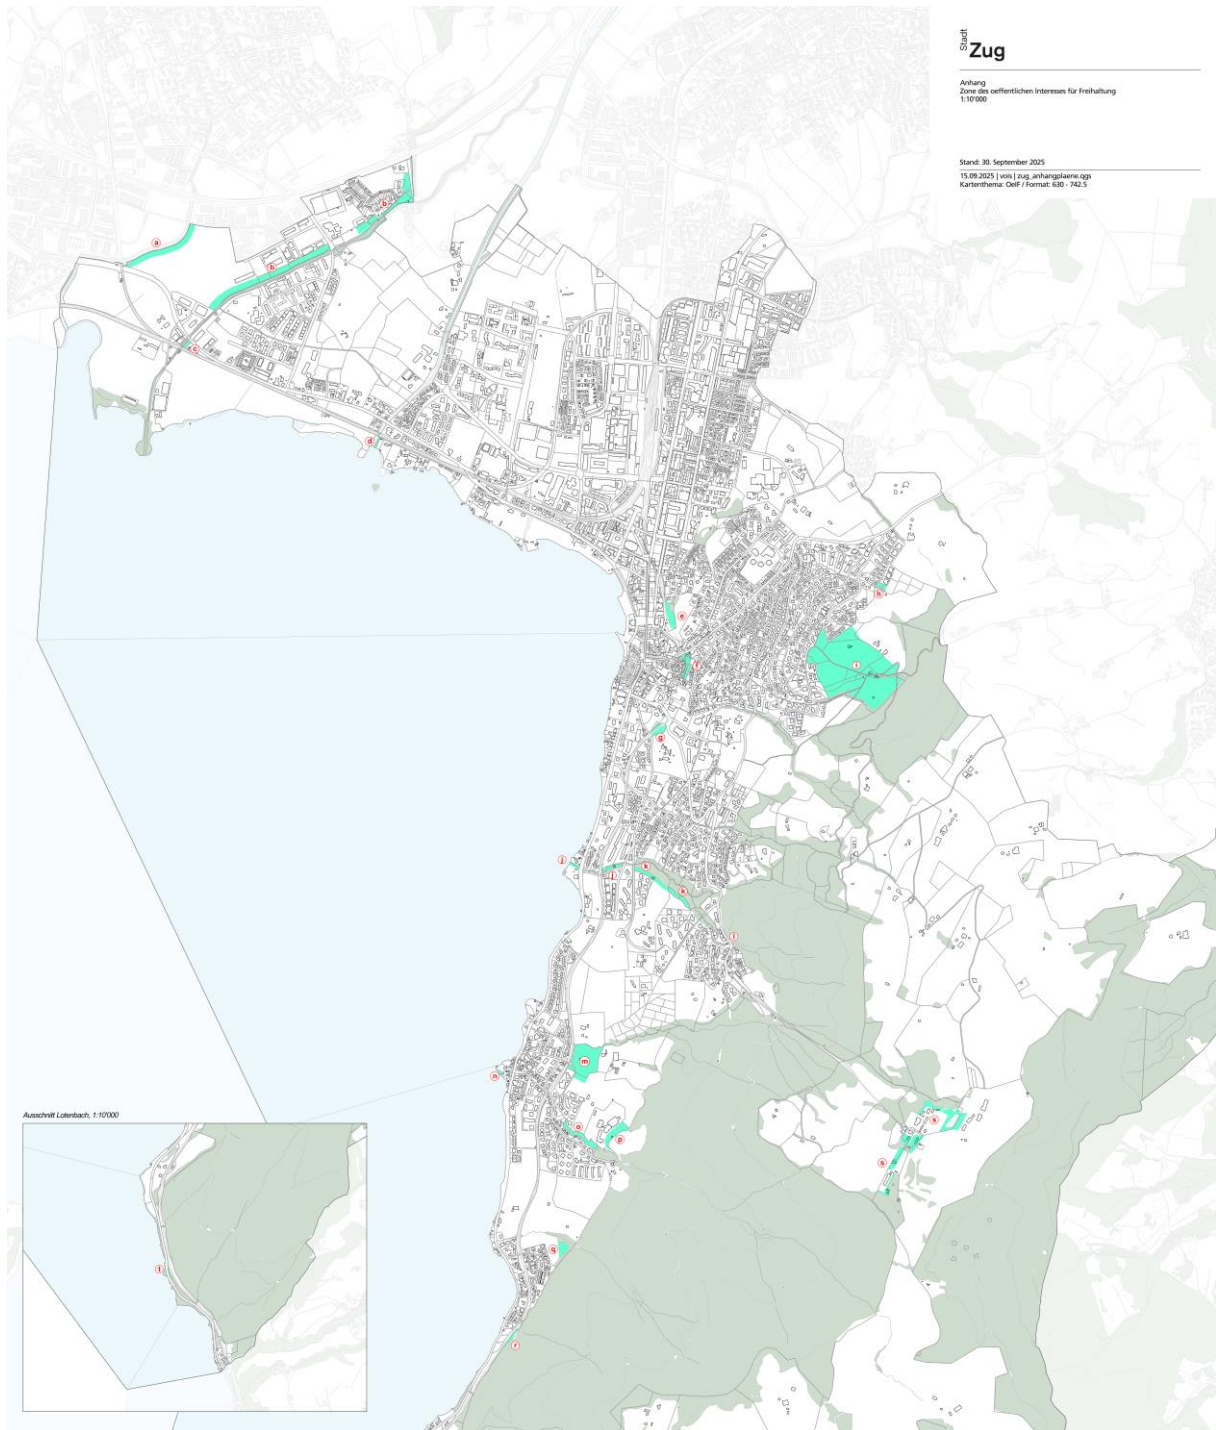 Stadt
Zug
Anhang
Zone des oeffentlichen Interesses für Freihaltung
1:10'000
Stand: 30. September 2025
15.09.2025 | vois | zug_anhangplaene.qgs
Kartenthema: OeIF / Format: 630 - 742.5
b
a
b
c
d
h
e
i
f
g
j
j
k
k
l
m
n
Ausschnitt Lotenbach, 1:10'000
s
o
p
s
q
t
r